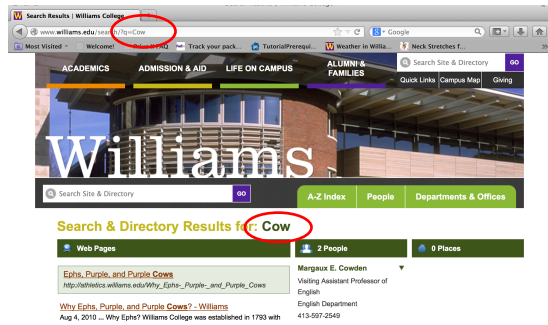 Search Results | Williams College
www.williams.edu/search/?q=Cow
Google
Most Visited
Welcome!
FAQ
Track your pack...
TutorialPrerequi...
Weather in Willia...
Neck Stretches f...
ACADEMICS
ADMISSION & AID
LIFE ON CAMPUS
ALUMNI &
FAMILIES
Search Site & Directory
GO
Quick Links
Campus Map
Giving
Williams
Search Site & Directory
GO
A-Z Index
People
Departments & Offices
Search & Directory Results for: Cow
Web Pages
2 People
0 Places
Ephs, Purple, and Purple Cows
http://athletics.williams.edu/Why_Ephs-_Purple-_and_Purple_Cows
Why Ephs, Purple, and Purple Cows? - Williams
Aug 4, 2010 ... Why Ephs? Williams College was established in 1793 with
Margaux E. Cowden
Visiting Assistant Professor of
English
English Department
413-597-2549